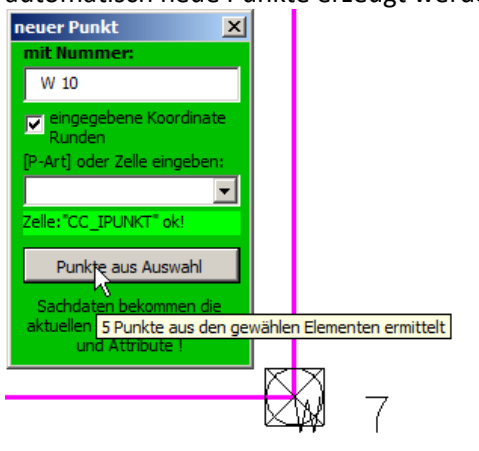 automatisch neue Punkte erzeugt werde
neuer Punkt
mit Nummer:
W 10
eingegebene Koordinate
Runden
[P-Art] oder Zelle eingeben:
Zelle:"CC_IPUNKT" ok!
Punkte aus Auswahl
Sachdaten bekommen die
aktuellen
5 Punkte aus den gewählen Elementen ermittelt
und Attribute !
W 7